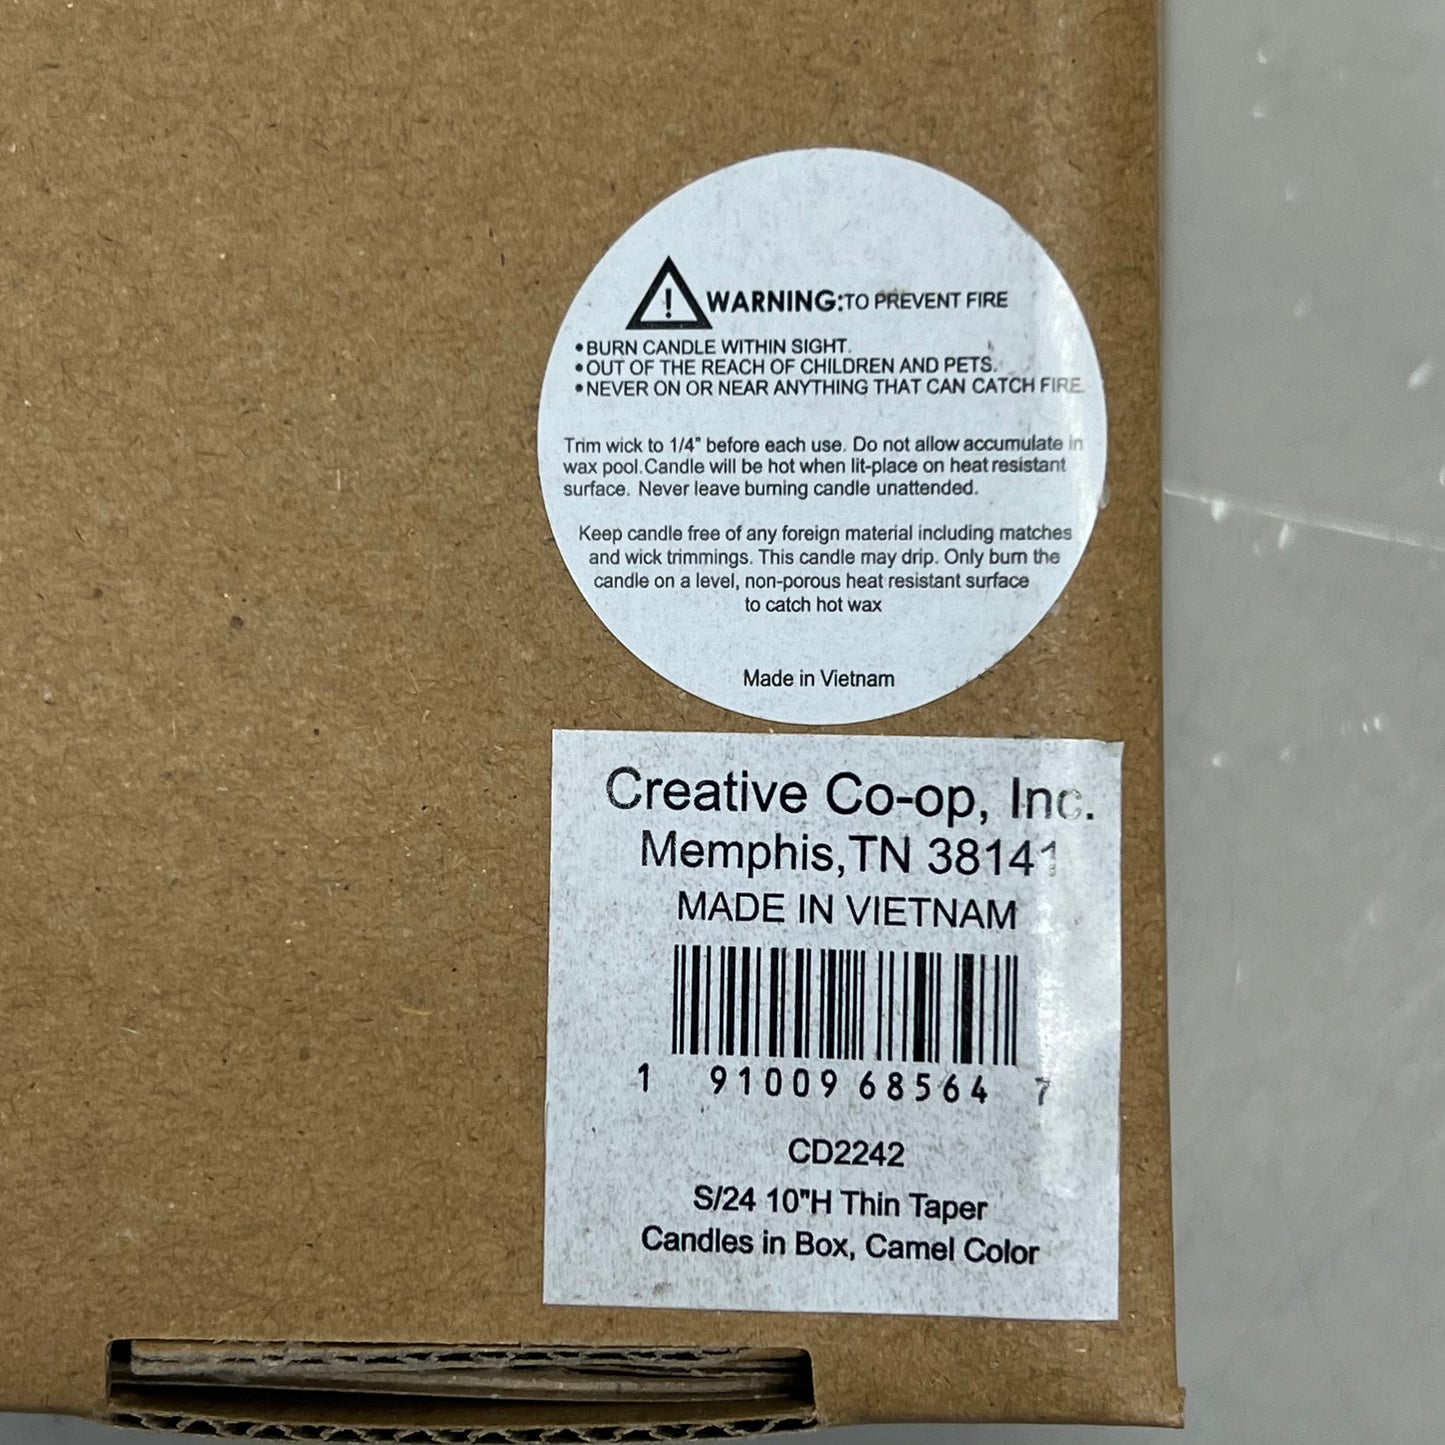 WARNING:TO PREVENT FIRE
•BURN CANDLE WITHIN SIGHT.
•OUT OF THE REACH OF CHILDREN AND PETS.
•NEVER ON OR NEAR ANYTHING THAT CAN CATCH FIRE.
Trim wick to 1/4" before each use. Do not allow accumulate in
wax pool.Candle will be hot when lit-place on heat resistant
surface. Never leave burning candle unattended.
Keep candle free of any foreign material including matches
and wick trimmings. This candle may drip. Only burn the
candle on a level, non-porous heat resistant surface
to catch hot wax
Made in Vietnam
Creative Co-op, Inc.
Memphis,TN 38141
MADE IN VIETNAM
1 91009 68564 7
CD2242
S/24 10"H Thin Taper
Candles in Box, Camel Color